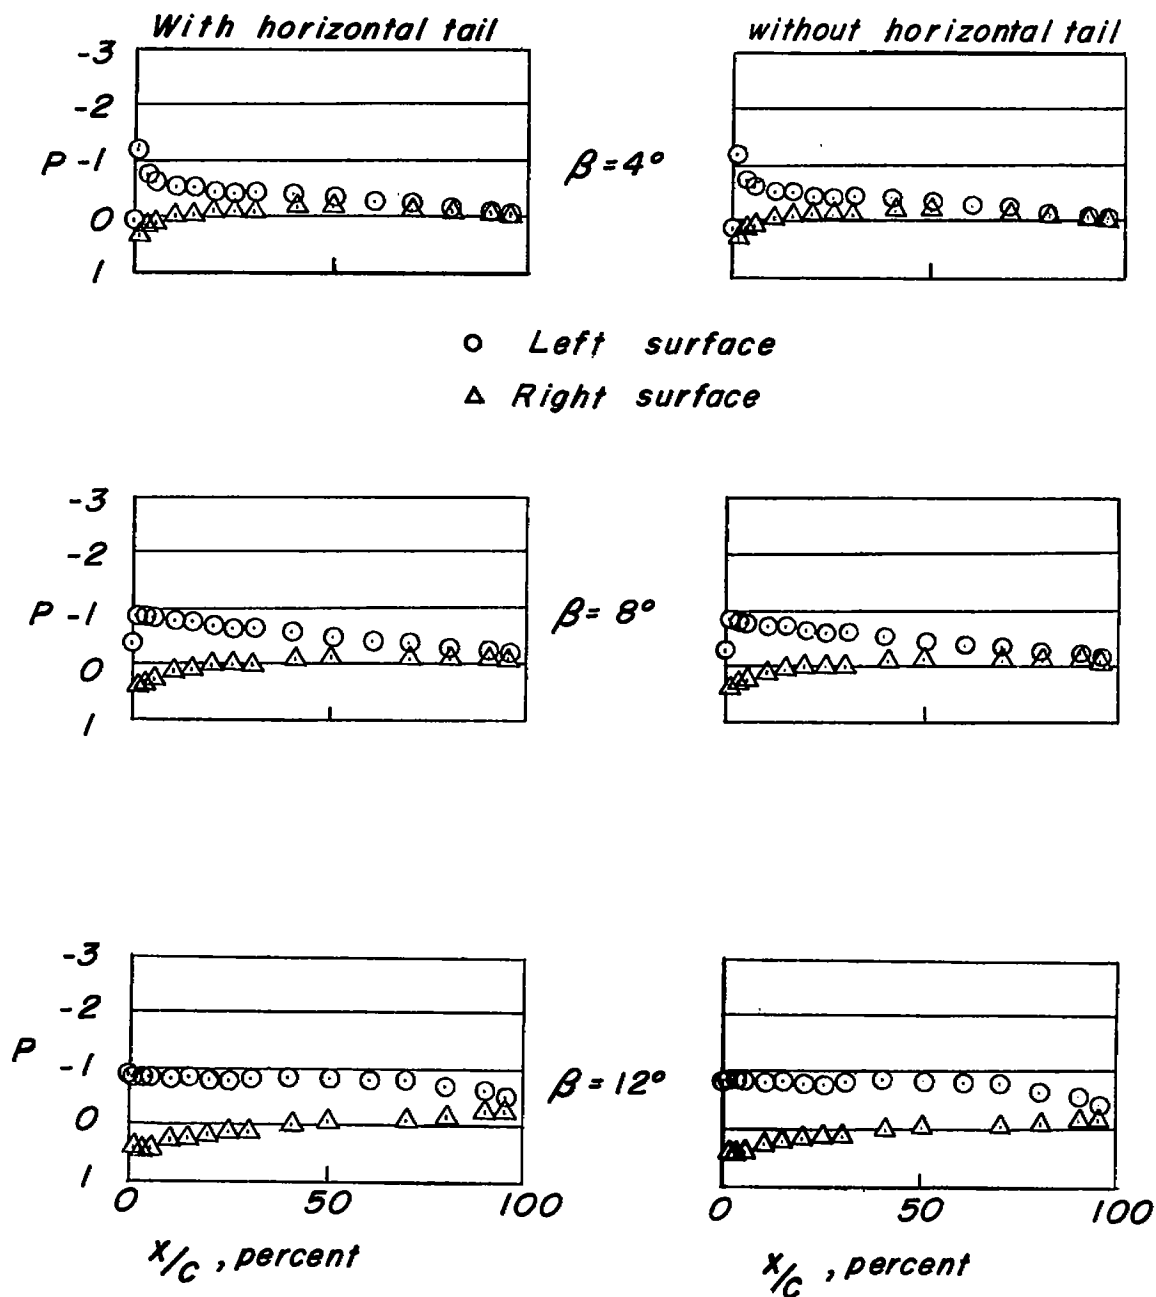 With horizontal tail
without horizontal tail
-3
-2
P -1
0
1
β = 4°
Left surface
Right surface
-3
-2
P -1
0
1
β = 8°
-3
-2
P
-1
0
1
β = 12°
0 50 100
0 50 100
x/c , percent
x/c , percent